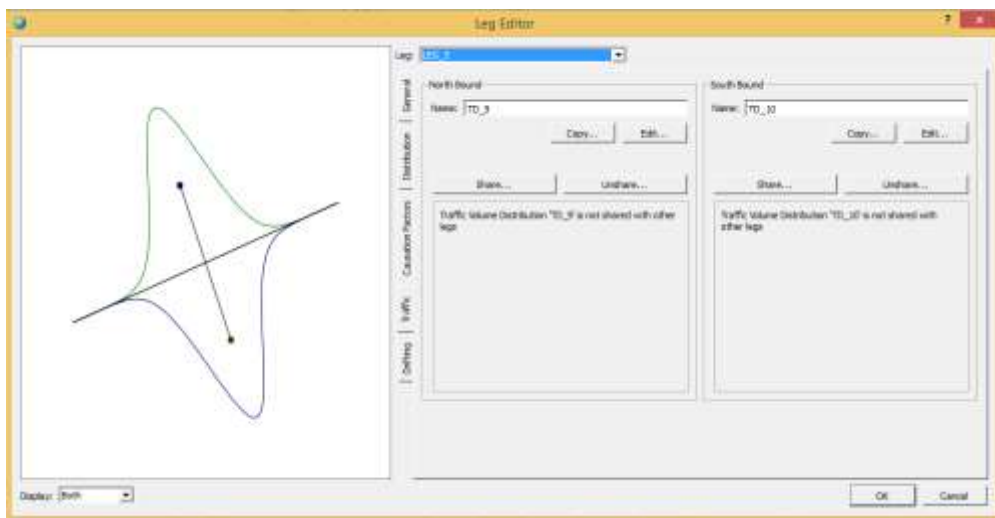 Leg Editor
?
Leg: LEG_5
General
Distribution
Causation Factors
Traffic
Drifting
North Bound
Name: TD_9
Copy... Edit...
Share... Unshare...
Traffic Volume Distribution 'TD_9' is not shared with other
legs
South Bound
Name: TD_10
Copy... Edit...
Share... Unshare...
Traffic Volume Distribution 'TD_10' is not shared with
other legs
Display: Both
OK Cancel